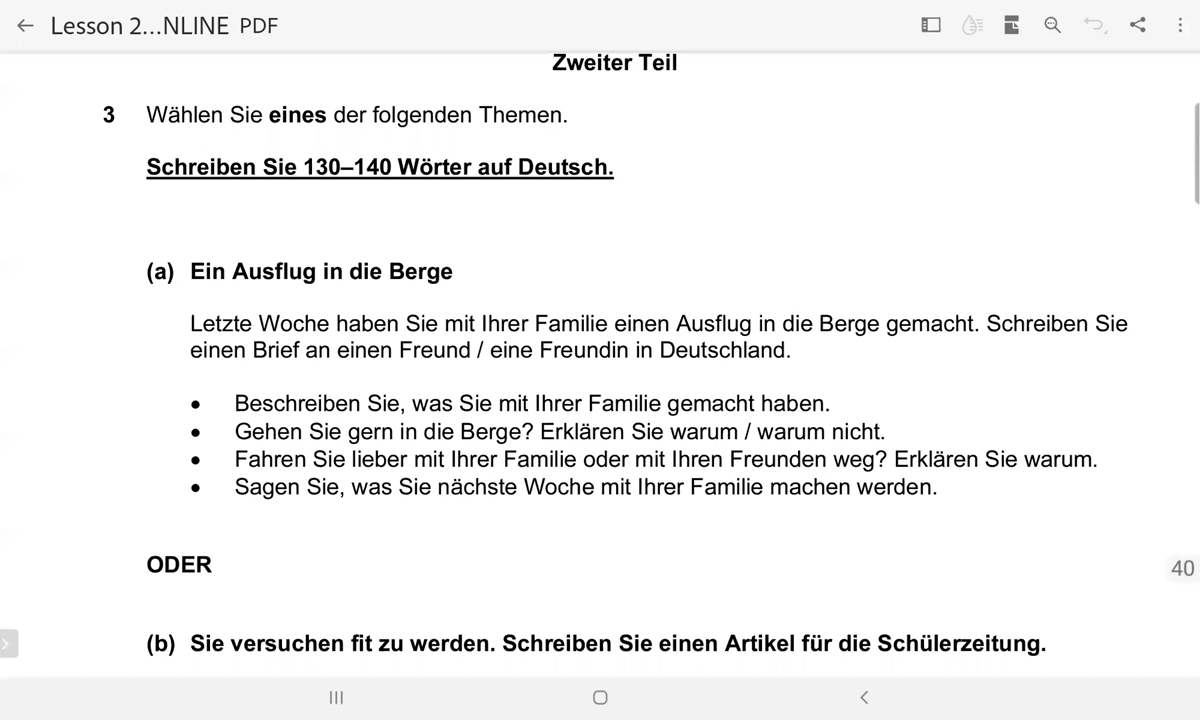 Lesson 2...NLINE PDF
Zweiter Teil
3 Wählen Sie eines der folgenden Themen.
Schreiben Sie 130–140 Wörter auf Deutsch.
(a) Ein Ausflug in die Berge
Letzte Woche haben Sie mit Ihrer Familie einen Ausflug in die Berge gemacht. Schreiben Sie
einen Brief an einen Freund / eine Freundin in Deutschland.
• Beschreiben Sie, was Sie mit Ihrer Familie gemacht haben.
• Gehen Sie gern in die Berge? Erklären Sie warum / warum nicht.
• Fahren Sie lieber mit Ihrer Familie oder mit Ihren Freunden weg? Erklären Sie warum.
• Sagen Sie, was Sie nächste Woche mit Ihrer Familie machen werden.
ODER
40
(b) Sie versuchen fit zu werden. Schreiben Sie einen Artikel für die Schülerzeitung.